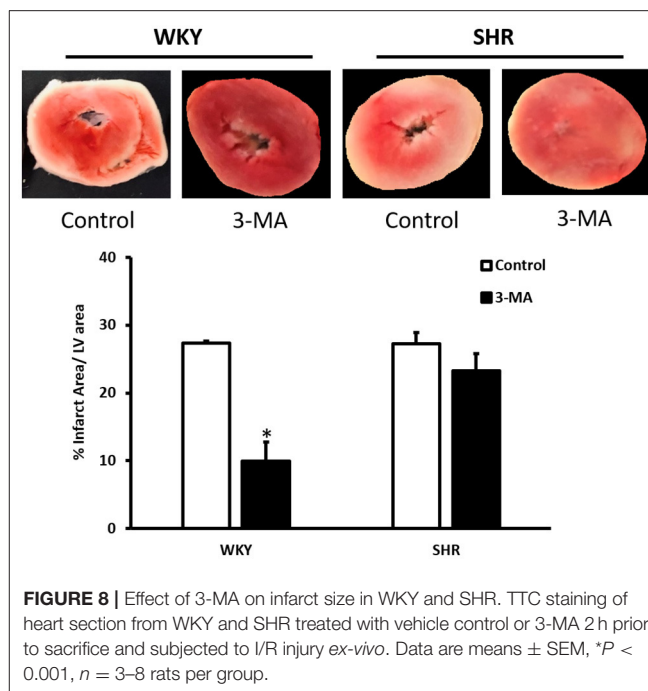 WKY SHR
Control 3-MA Control 3-MA
40
30
20
10
0
% Infarct Area/ LV area
Control
3-MA
*
WKY SHR
FIGURE 8 | Effect of 3-MA on infarct size in WKY and SHR. TTC staining of
heart section from WKY and SHR treated with vehicle control or 3-MA 2 h prior
to sacrifice and subjected to I/R injury ex-vivo. Data are means ± SEM, *P <
0.001, n = 3–8 rats per group.